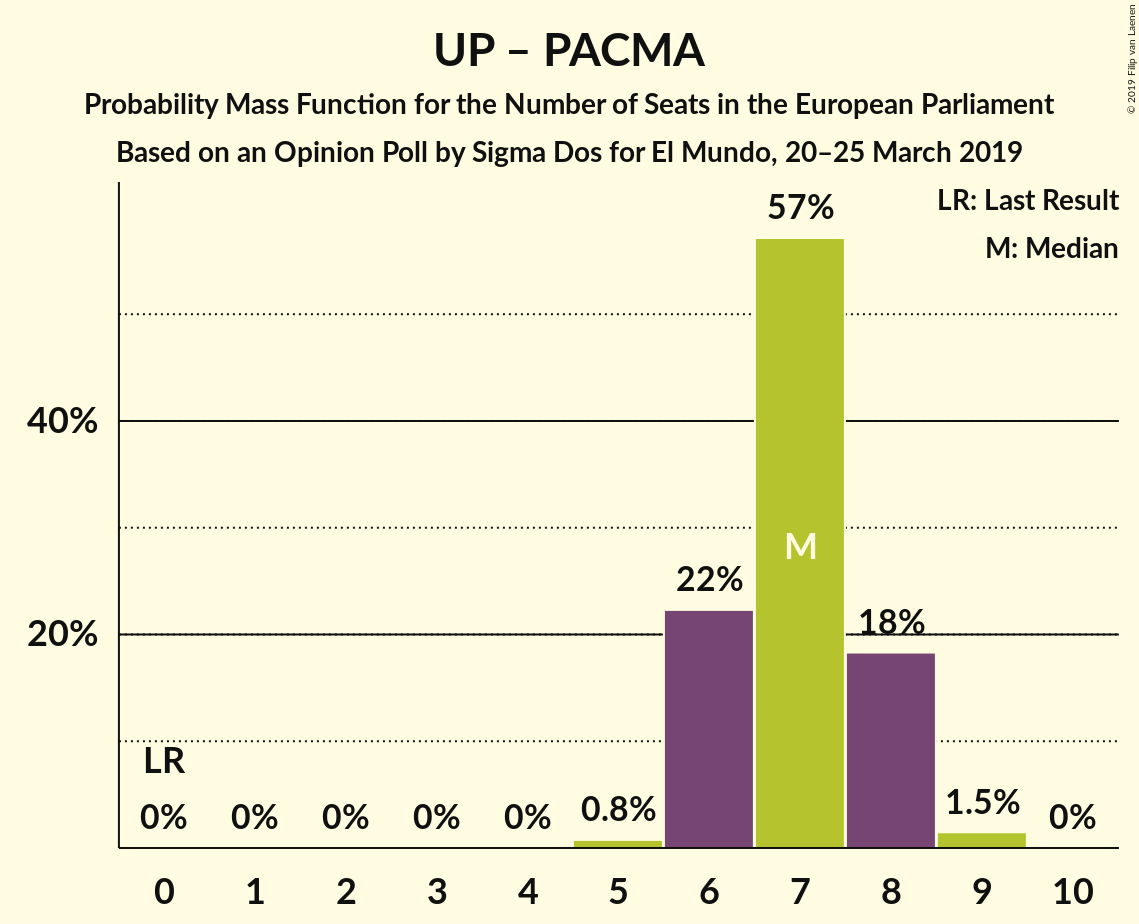 UP – PACMA
Probability Mass Function for the Number of Seats in the European Parliament
Based on an Opinion Poll by Sigma Dos for El Mundo, 20–25 March 2019
© 2019 Filip van Laenen
LR: Last Result
M: Median
57%
40%
M
22%
20%
18%
LR
0% 0% 0% 0% 0% 0.8% 1.5% 0%
0 1 2 3 4 5 6 7 8 9 10